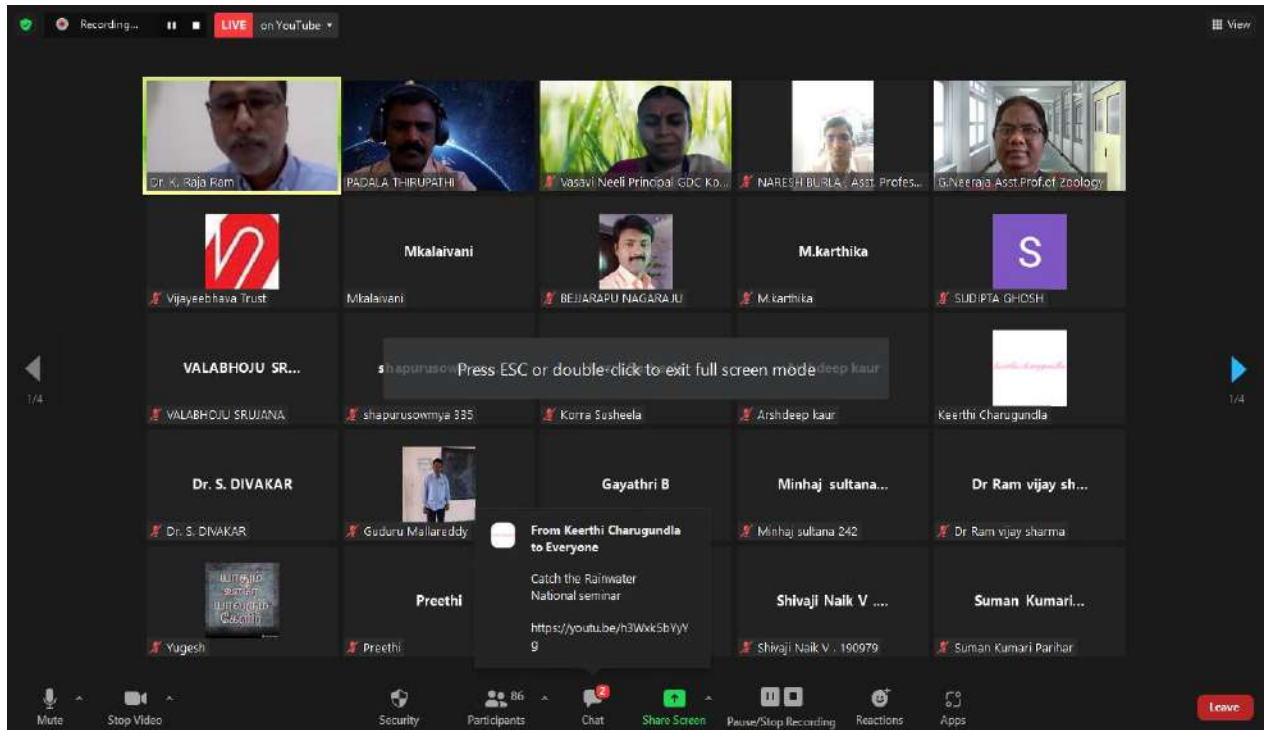 Recording...
LIVE on YouTube
View
Dr. K. Raja Ram
PADALA THIRUPATHI
Vasavi Neeli Principal GDC Ko...
NARESH BURLA, Asst. Profes...
G.Neeraja Asst.Prof.of Zoology
Mkalaivani
M.karthika
S
Vijayeebhava Trust
Mkalaivani
BEJJARAPU NAGARAJU
M.karthika
SUDIPTA GHOSH
VALABHOJU SR...
Press ESC or double-click to exit full screen mode
1/4
1/4
VALABHOJU SRUJANA
shapurusowmya 335
Korra Susheela
Arshdeep kaur
Keerthi Charugundla
Dr. S. DIVAKAR
Gayathri B
Minhaj sultana...
Dr Ram vijay sh...
Dr. S. DIVAKAR
Guduru Mallareddy
Minhaj sultana 242
Dr Ram vijay sharma
From Keerthi Charugundla
to Everyone
Catch the Rainwater
National seminar
https://youtu.be/h3Wxk5bYyY
g
யாதும்
ஊரே
யாவரும்
கேளிர்
Preethi
Shivaji Naik V ....
Suman Kumari...
Yugesh
Preethi
Shivaji Naik V . 190979
Suman Kumari Parihar
86
2
Mute
Stop Video
Security
Participants
Chat
Share Screen
Pause/Stop Recording
Reactions
Apps
Leave